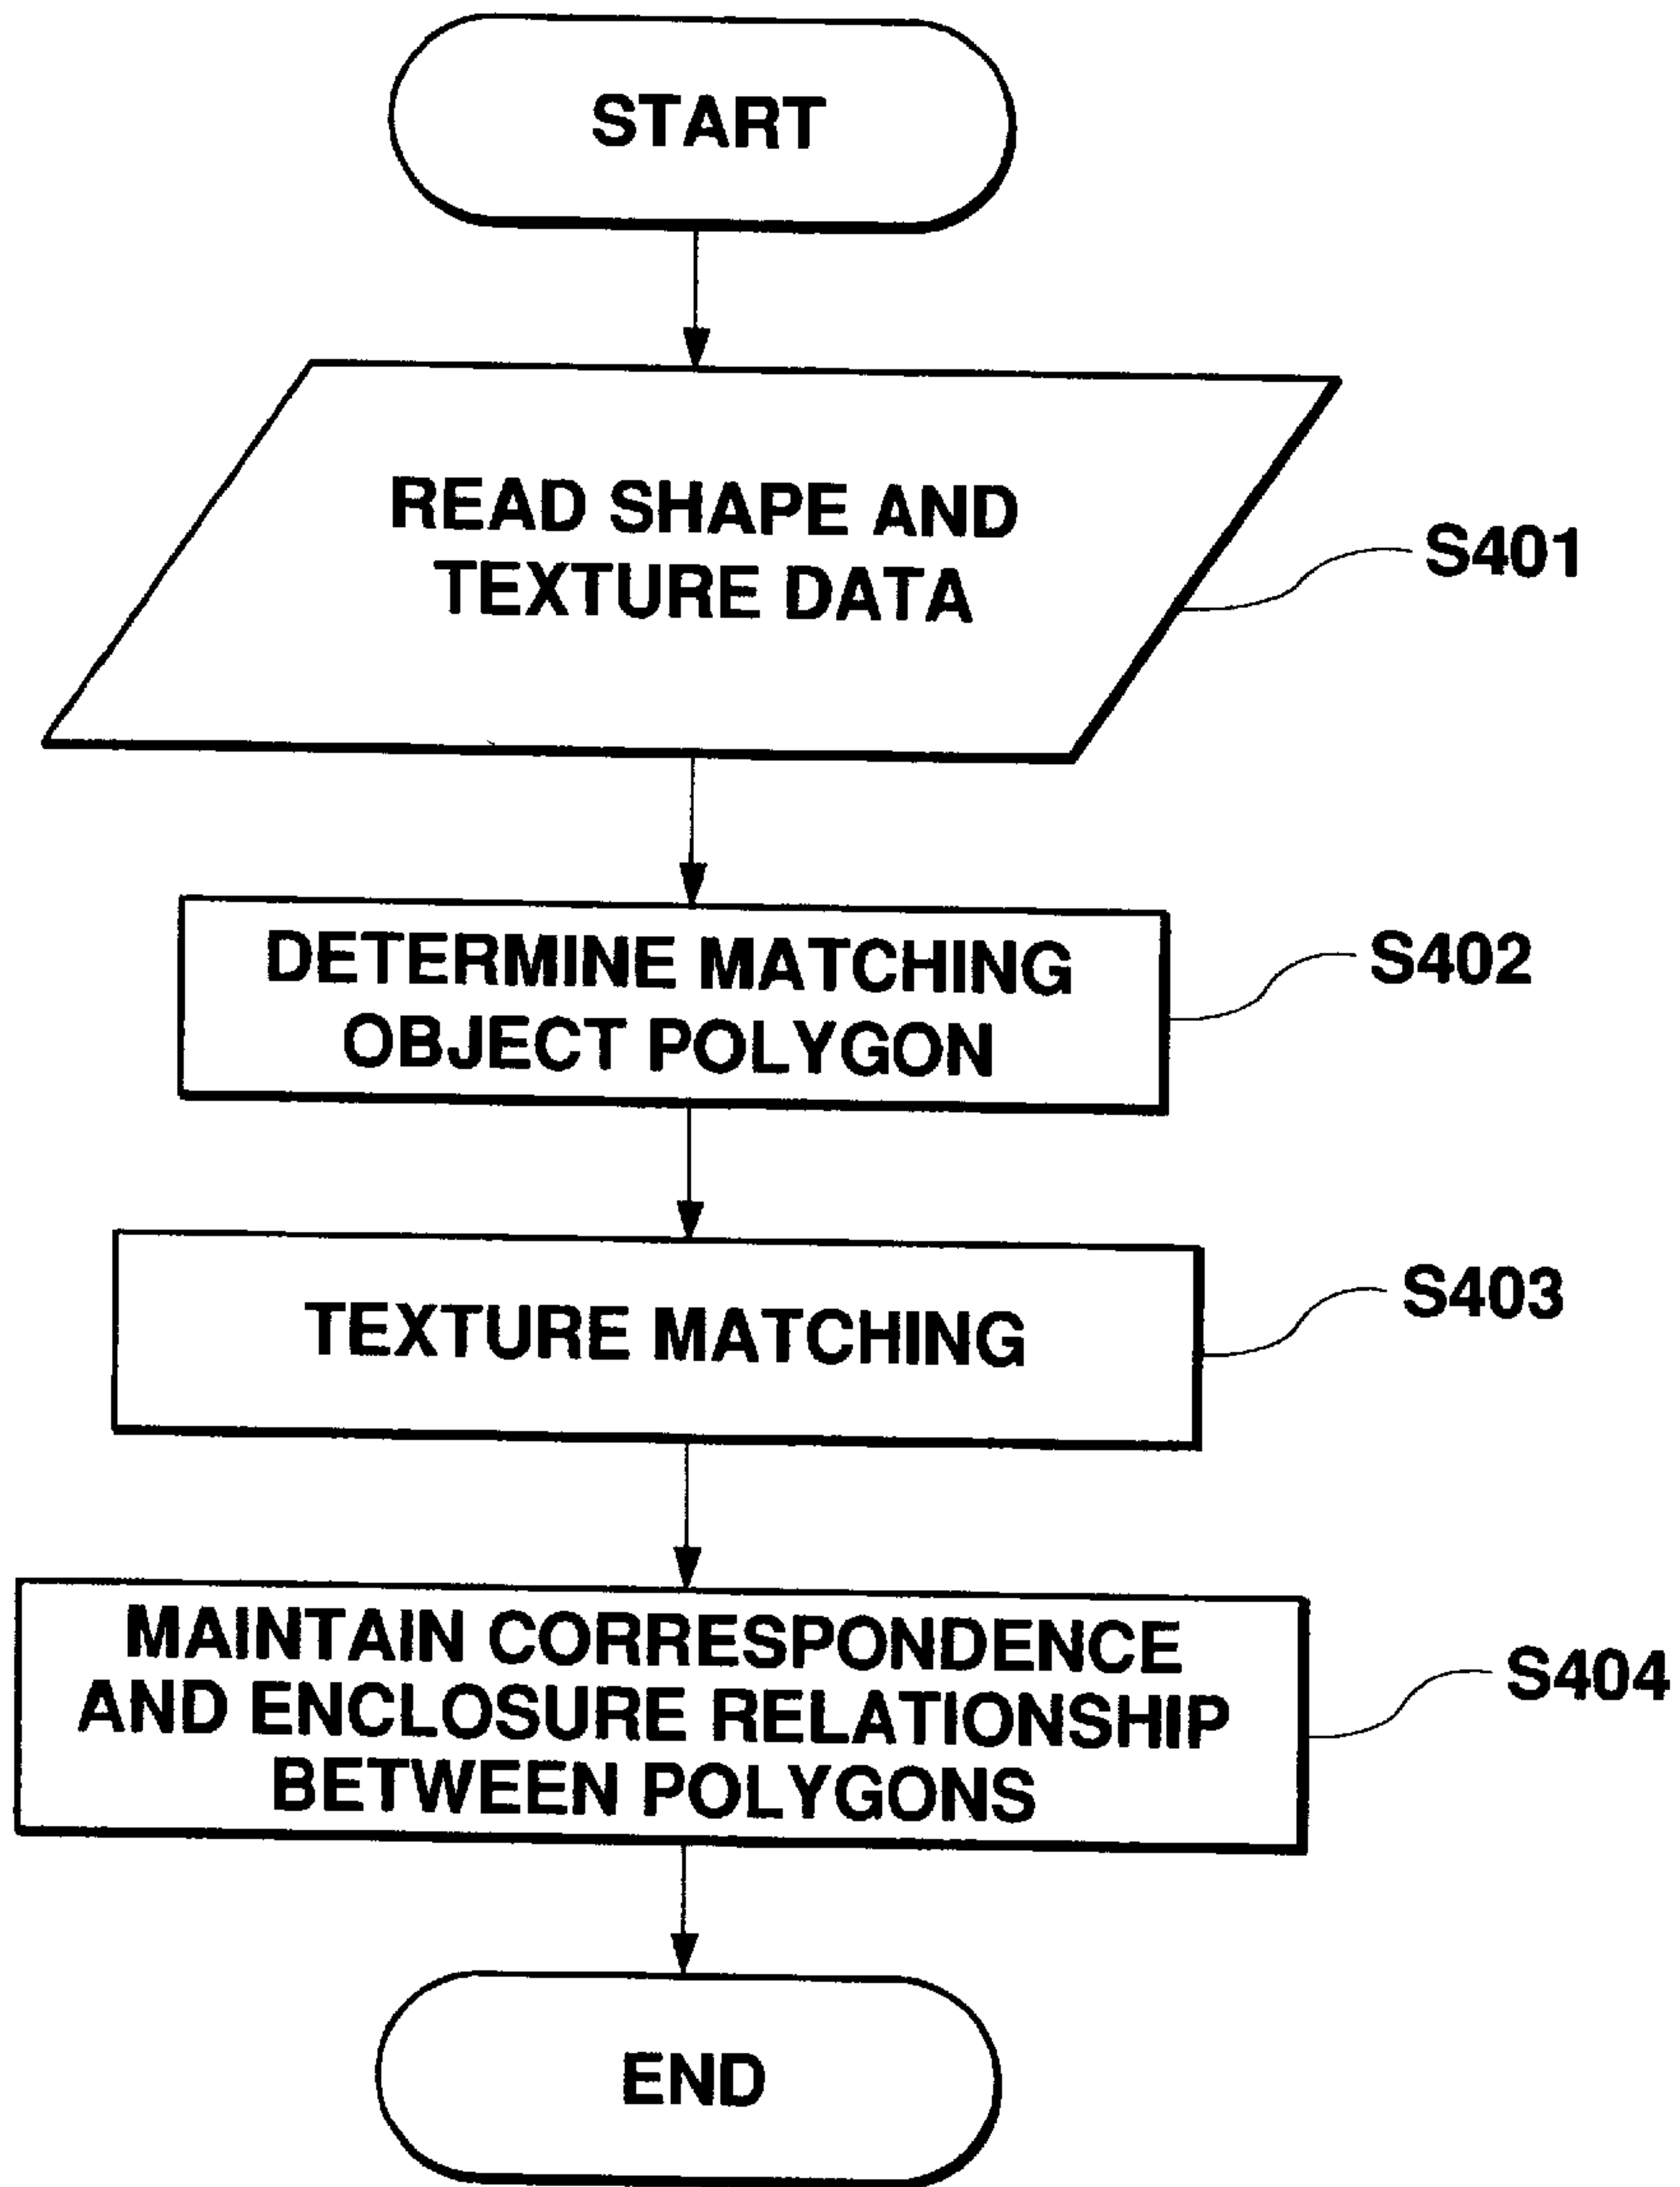 START
READ SHAPE AND
TEXTURE DATA
S401
DETERMINE MATCHING
OBJECT POLYGON
S402
TEXTURE MATCHING
S403
MAINTAIN CORRESPONDENCE
AND ENCLOSURE RELATIONSHIP
BETWEEN POLYGONS
S404
END